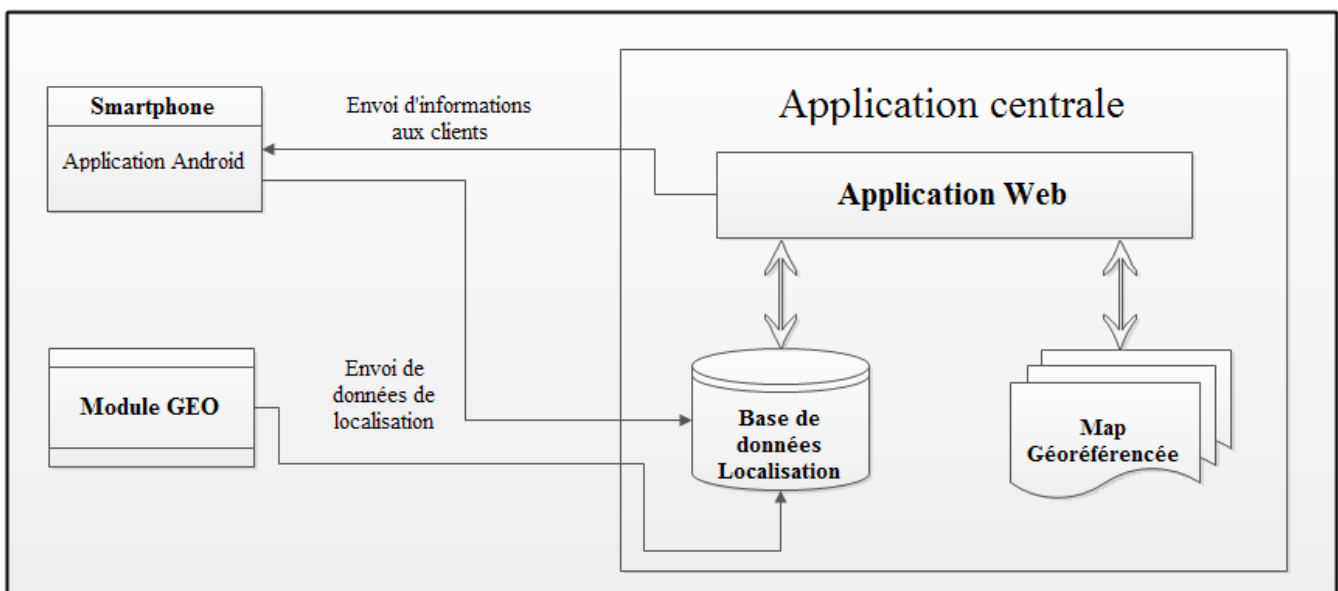 Application centrale
Smartphone
Application Android
Envoi d'informations
aux clients
Application Web
Module GEO
Envoi de
données de
localisation
Base de
données
Localisation
Map
Géoréférencée